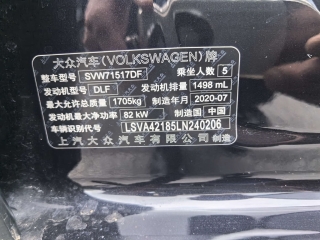 大众汽车(VOLKSWAGEN)牌
整车型号 SVW71517DF 乘坐人数 5
发动机型号 DLF 发动机排量 1498 mL
最大允许总质量 1705kg 制造年月 2020-07
发动机最大净功率 82 kW 制造国 中国
车辆识别代号 LSVA42185LN240206
上汽大众汽车有限公司 制造